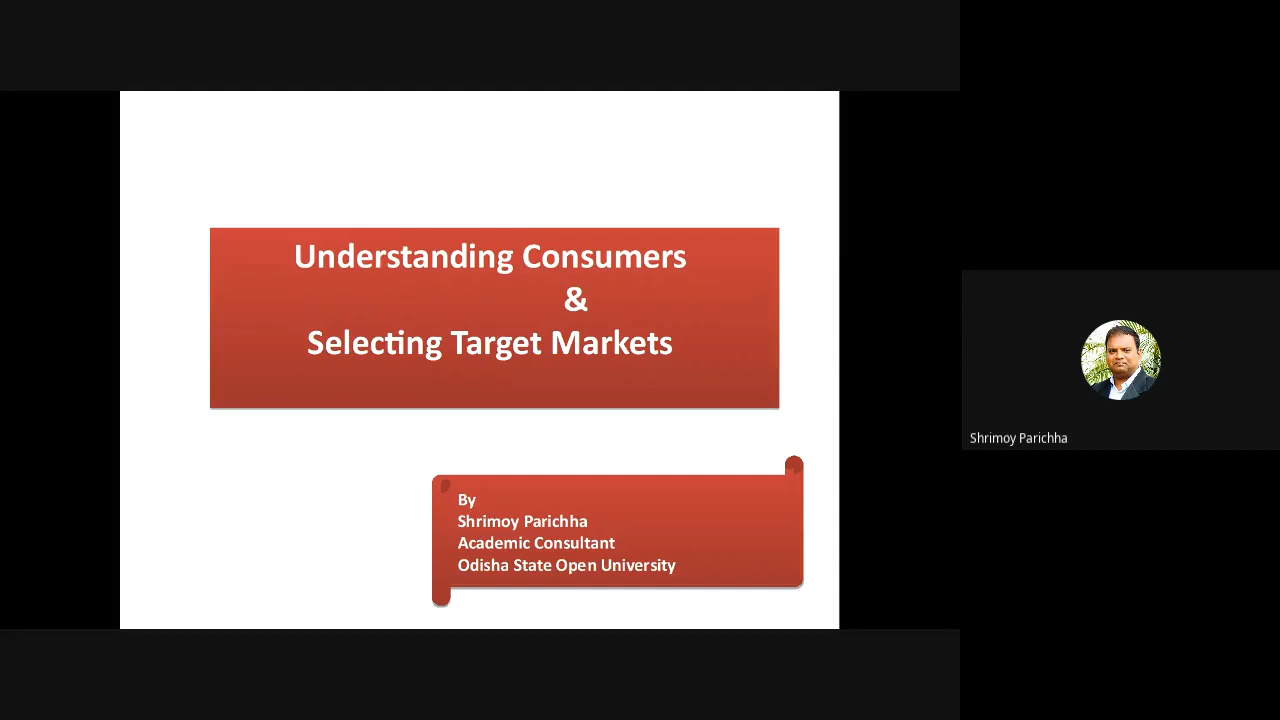 Understanding Consumers
&
Selecting Target Markets
By
Shrimoy Parichha
Academic Consultant
Odisha State Open University
Shrimoy Parichha